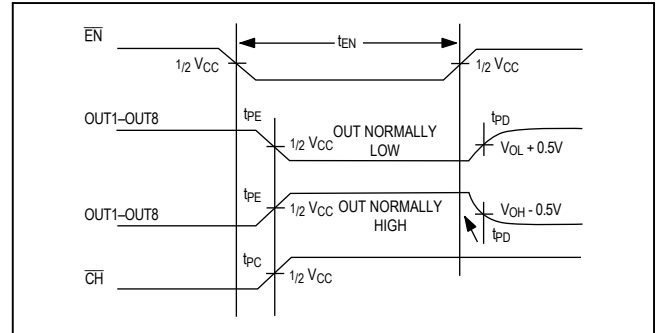 EN
tEN
1/2 VCC
1/2 VCC
OUT1–OUT8
tPE
1/2 VCC
OUT NORMALLY
LOW
tPD
VOL + 0.5V
OUT1–OUT8
tPE
1/2 VCC
OUT NORMALLY
HIGH
VOH - 0.5V
tPD
CH
tPC
1/2 VCC